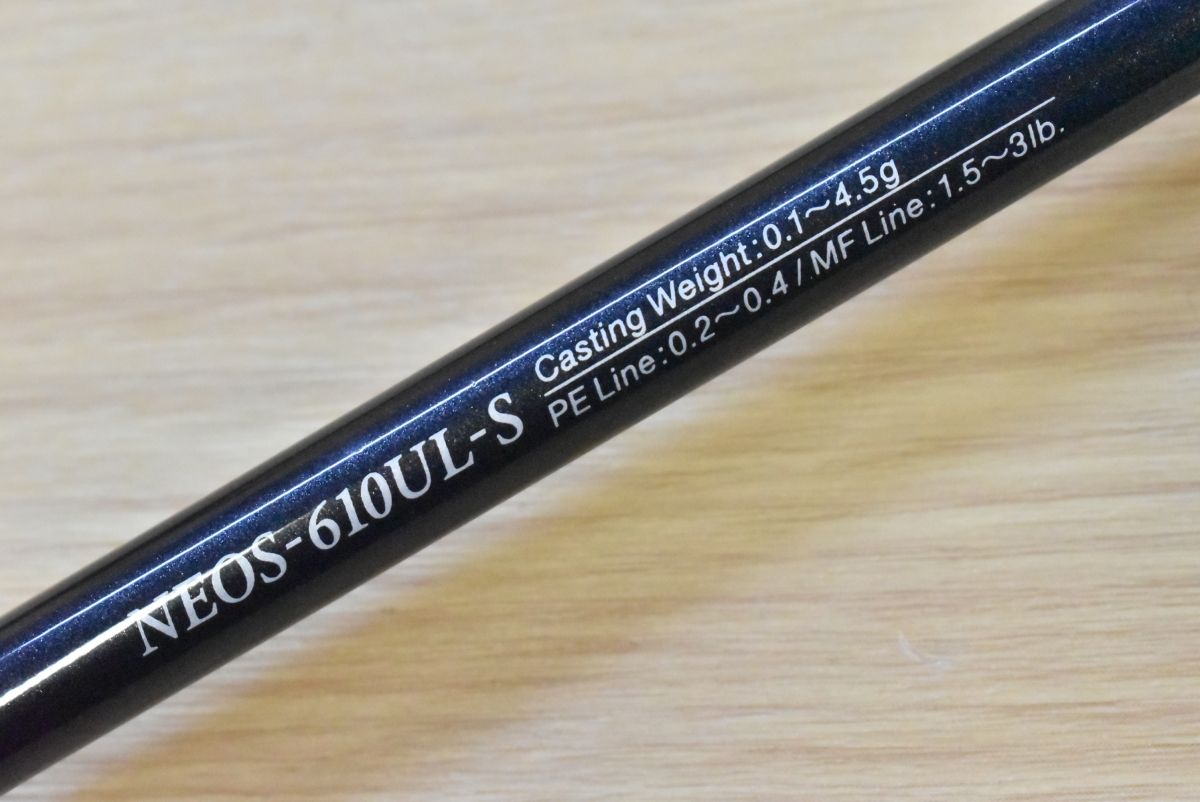 NEOS-610UL-S
Casting Weight:0.1～4.5g
PE Line:0.2～0.4 / MF Line:1.5～3lb.